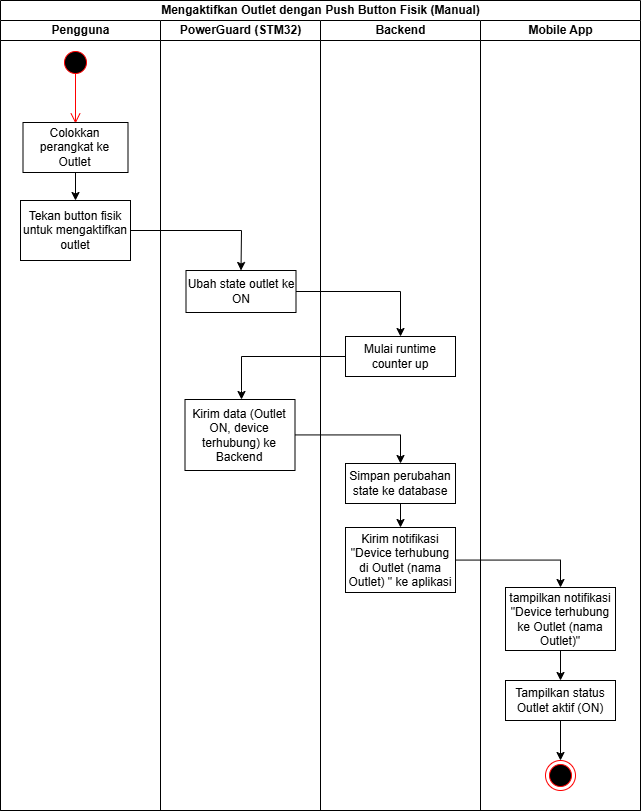 Mengaktifkan Outlet dengan Push Button Fisik (Manual)
Pengguna
PowerGuard (STM32)
Backend
Mobile App
Colokkan
perangkat ke
Outlet
Tekan button fisik
untuk mengaktifkan
outlet
Ubah state outlet ke
ON
Mulai runtime
counter up
Kirim data (Outlet
ON, device
terhubung) ke
Backend
Simpan perubahan
state ke database
Kirim notifikasi
"Device terhubung
di Outlet (nama
Outlet) " ke aplikasi
tampilkan notifikasi
"Device terhubung
ke Outlet (nama
Outlet)"
Tampilkan status
Outlet aktif (ON)